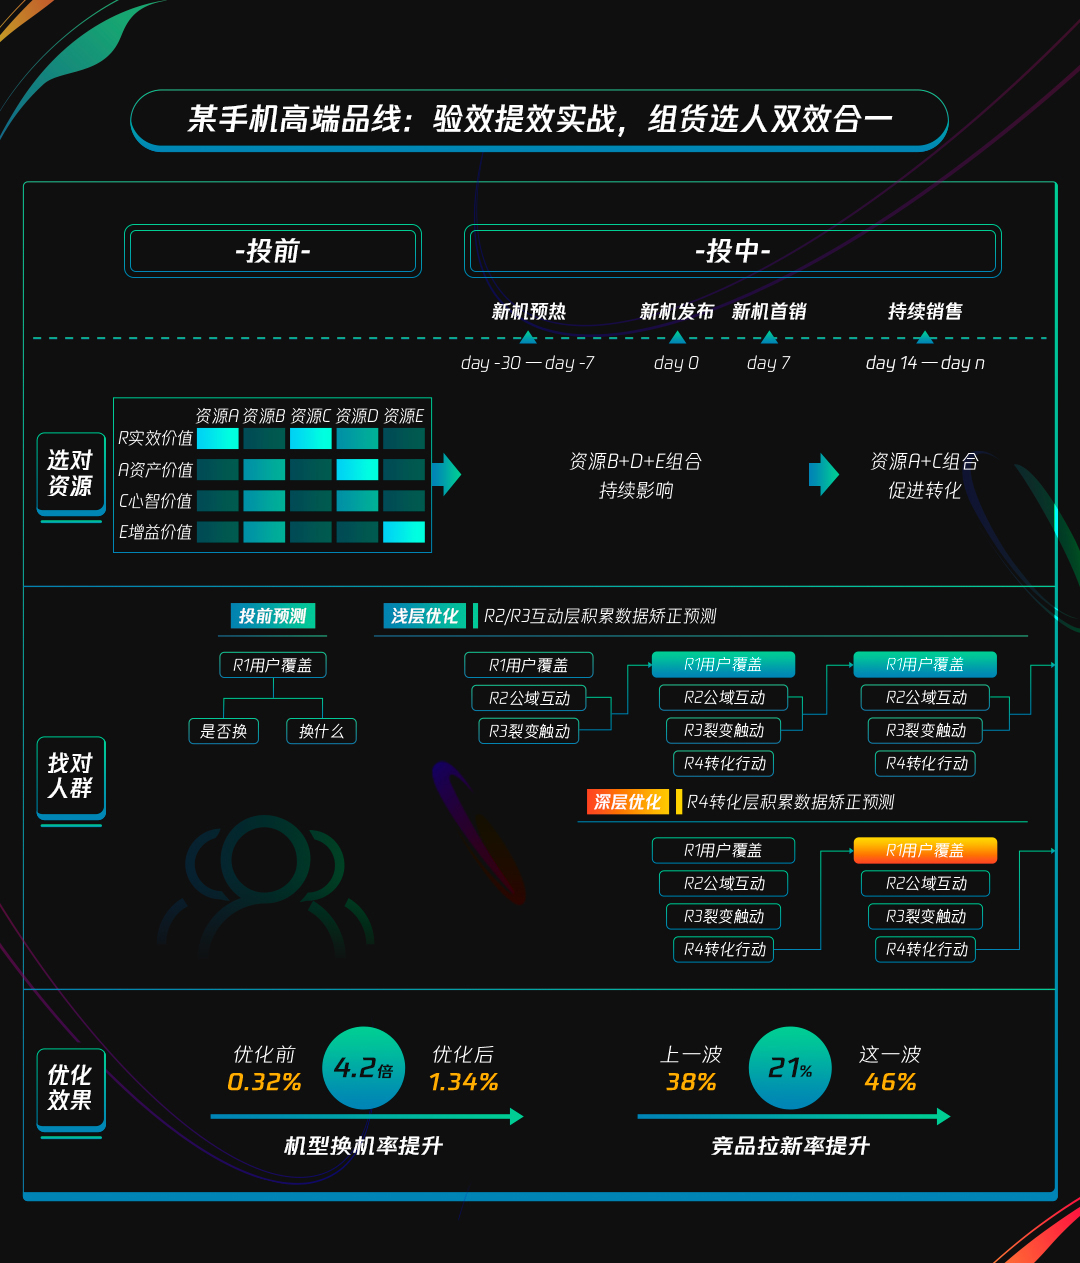 某手机高端品线：验效提效实战，组货选人双效合一
-投前-
-投中-
新机预热
新机发布
新机首销
持续销售
day -30 — day -7
day 0
day 7
day 14 — day n
选对
资源
资源A 资源B 资源C 资源D 资源E
R实效价值
A资产价值
C心智价值
E增益价值
资源B+D+E组合
持续影响
资源A+C组合
促进转化
找对
人群
投前预测
R1用户覆盖
是否换
换什么
浅层优化
R2/R3互动层积累数据矫正预测
R1用户覆盖
R2公域互动
R3裂变触动
R1用户覆盖
R2公域互动
R3裂变触动
R4转化行动
R1用户覆盖
R2公域互动
R3裂变触动
R4转化行动
深层优化
R4转化层积累数据矫正预测
R1用户覆盖
R2公域互动
R3裂变触动
R4转化行动
R1用户覆盖
R2公域互动
R3裂变触动
R4转化行动
优化
效果
优化前
0.32%
4.2倍
优化后
1.34%
机型换机率提升
上一波
38%
21%
这一波
46%
竞品拉新率提升